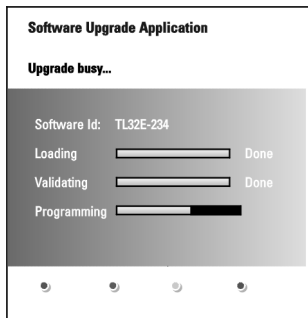 Software Upgrade Application
Upgrade busy...
Software Id: TL32E-234
Loading Done
Validating Done
Programming